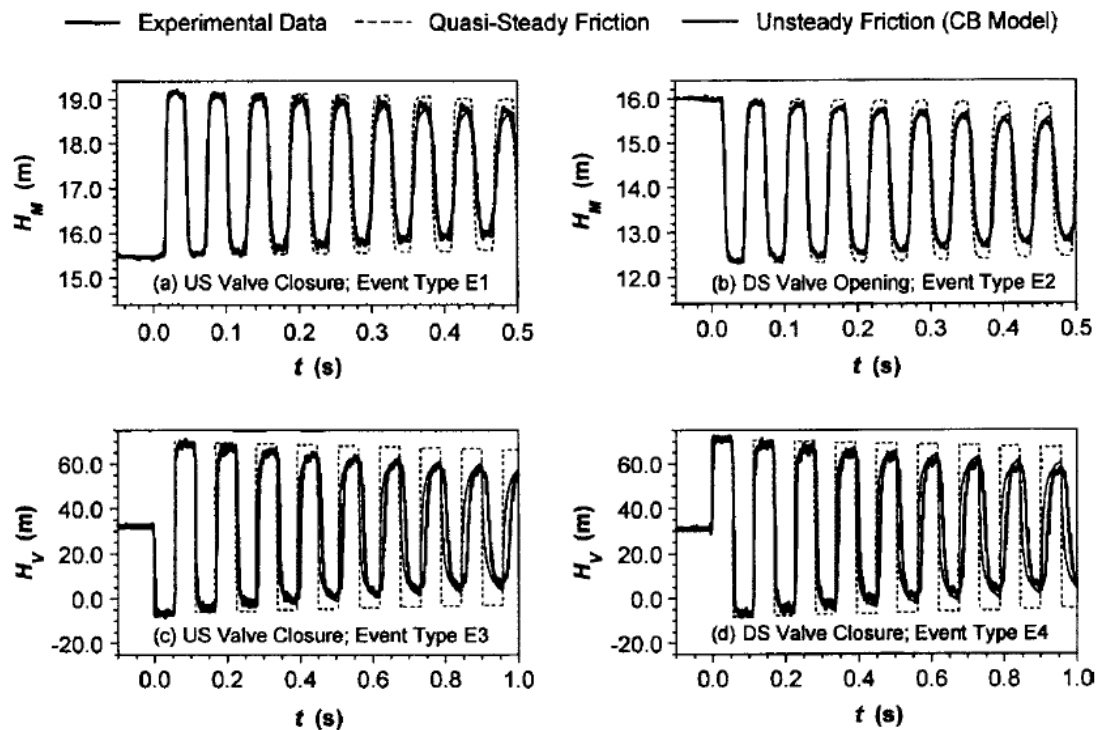 Experimental Data Quasi-Steady Friction Unsteady Friction (CB Model)
19.0
18.0
17.0
16.0
15.0
H_M (m)
(a) US Valve Closure; Event Type E1
0.0 0.1 0.2 0.3 0.4 0.5
t (s)
16.0
15.0
14.0
13.0
12.0
H_M (m)
(b) DS Valve Opening; Event Type E2
0.0 0.1 0.2 0.3 0.4 0.5
t (s)
60.0
40.0
20.0
0.0
-20.0
H_V (m)
(c) US Valve Closure; Event Type E3
0.0 0.2 0.4 0.6 0.8 1.0
t (s)
60.0
40.0
20.0
0.0
-20.0
H_V (m)
(d) DS Valve Closure; Event Type E4
0.0 0.2 0.4 0.6 0.8 1.0
t (s)